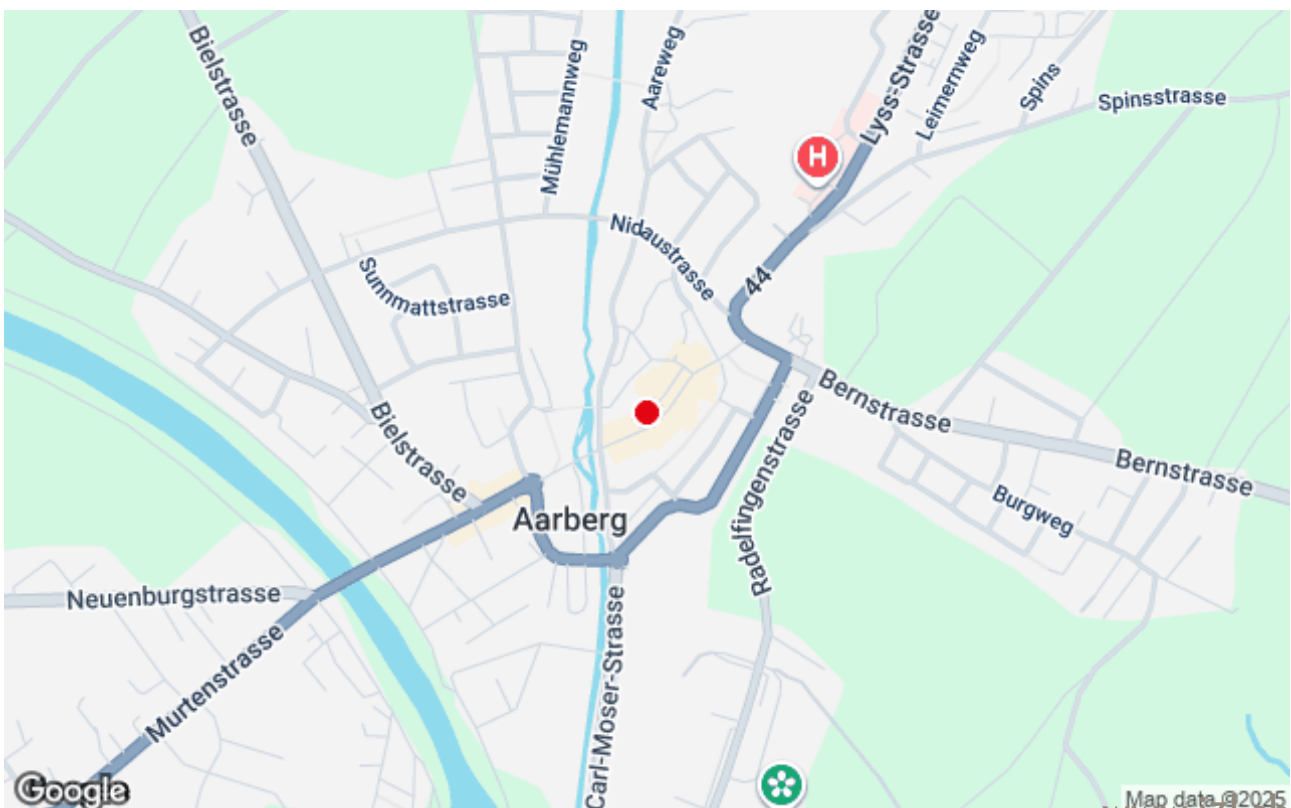 Bielstrasse
Mühlemannweg
Aareweg
Lyss-Strasse
Leimernweg
Spins
Spinsstrasse
H
Nidaustrasse
44
Sunnmattstrasse
Bielstrasse
Bernstrasse
Bernstrasse
Burgweg
Aarberg
Radelfingenstrasse
Neuenburgstrasse
Murtenstrasse
Carl-Moser-Strasse
Google
Map data ©2025